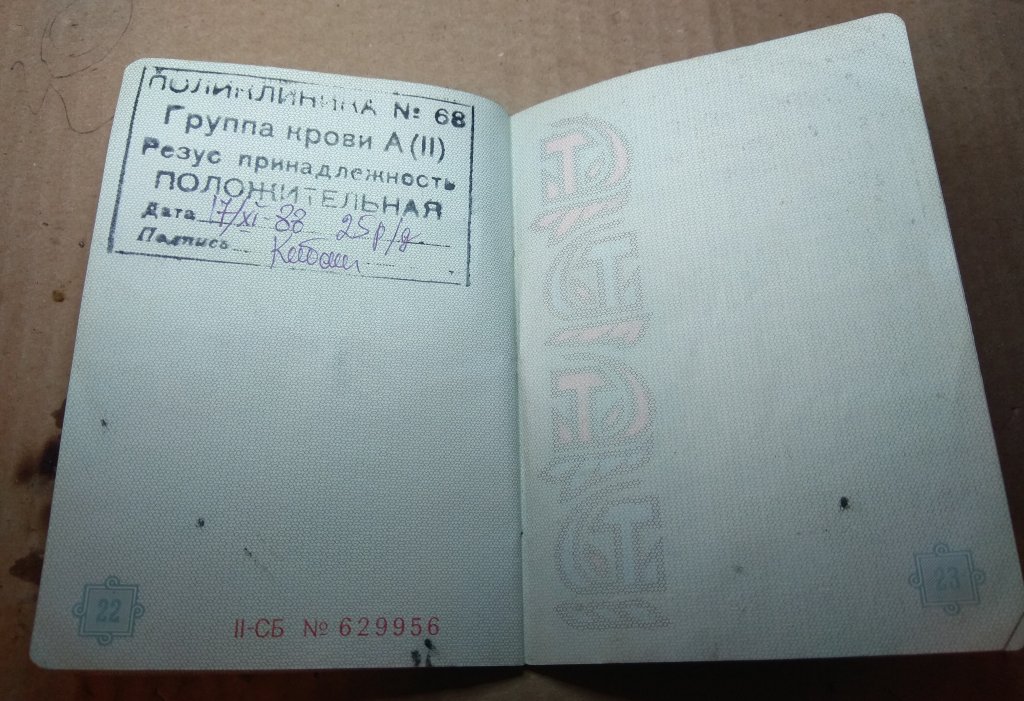 ПОЛИКЛИНИКА № 68
Группа крови А (II)
Резус принадлежность
ПОЛОЖИТЕЛЬНАЯ
Дата 17/XI-88 25р/д
Подпись
22
II-СБ № 629956
23